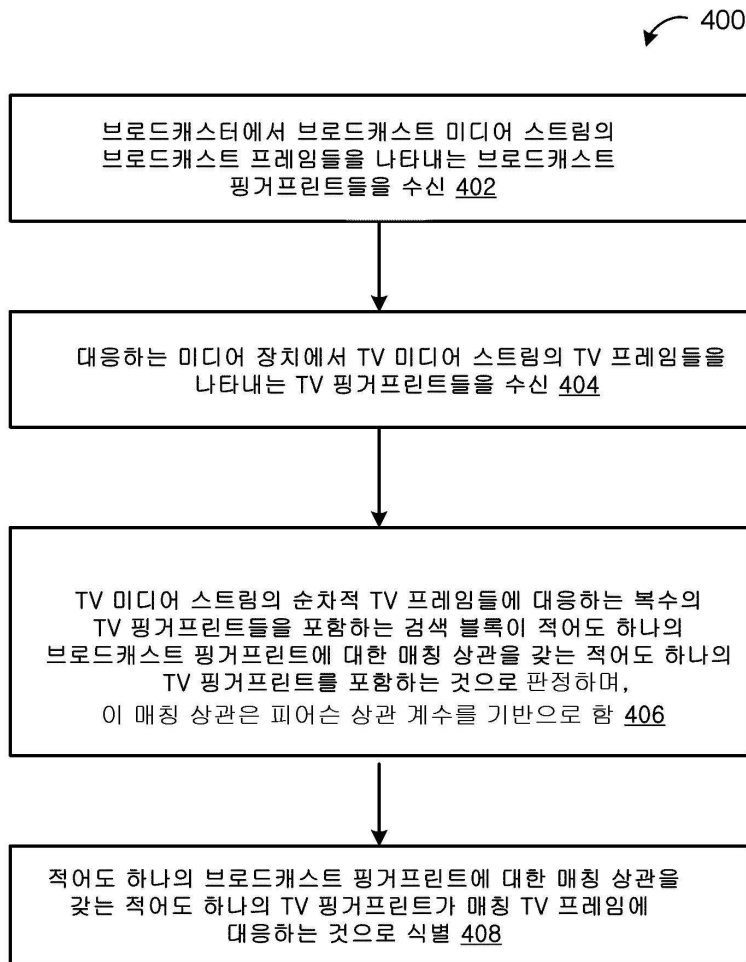 400
브로드캐스터에서 브로드캐스트 미디어 스트림의
브로드캐스트 프레임들을 나타내는 브로드캐스트
핑거프린트들을 수신 402
대응하는 미디어 장치에서 TV 미디어 스트림의 TV 프레임들을
나타내는 TV 핑거프린트들을 수신 404
TV 미디어 스트림의 순차적 TV 프레임들에 대응하는 복수의
TV 핑거프린트들을 포함하는 검색 블록이 적어도 하나의
브로드캐스트 핑거프린트에 대한 매칭 상관을 갖는 적어도 하나의
TV 핑거프린트를 포함하는 것으로 판정하며,
이 매칭 상관은 피어슨 상관 계수를 기반으로 함 406
적어도 하나의 브로드캐스트 핑거프린트에 대한 매칭 상관을
갖는 적어도 하나의 TV 핑거프린트가 매칭 TV 프레임에
대응하는 것으로 식별 408